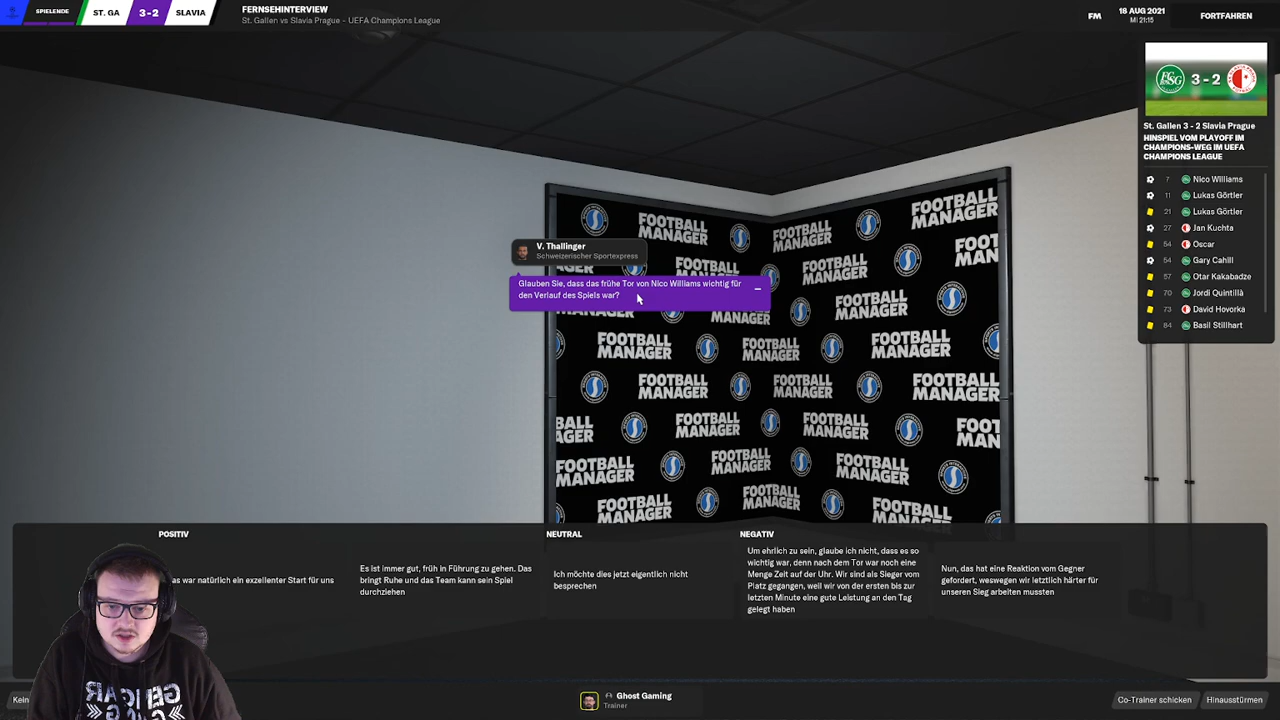 SPIELENDE
ST. GA 3-2 SLAVIA
FERNSEHINTERVIEW
St. Gallen vs Slavia Prague - UEFA Champions League
FM
18 AUG 2021
Mi 21:15
FORTFAHREN
3 - 2
St. Gallen 3 - 2 Slavia Prague
HINSPIEL VOM PLAYOFF IM
CHAMPIONS-WEG IM UEFA
CHAMPIONS LEAGUE
7 Nico Williams
11 Lukas Görtler
21 Lukas Görtler
27 Jan Kuchta
54 Oscar
54 Gary Cahill
57 Otar Kakabadze
70 Jordi Quintillà
73 David Hovorka
84 Basil Stillhart
V. Thallinger
Schweizerischer Sportexpress
Glauben Sie, dass das frühe Tor von Nico Williams wichtig für
den Verlauf des Spiels war?
FOOTBALL
MANAGER
POSITIV
as war natürlich ein exzellenter Start für uns
Es ist immer gut, früh in Führung zu gehen. Das
bringt Ruhe und das Team kann sein Spiel
durchziehen
NEUTRAL
Ich möchte dies jetzt eigentlich nicht
besprechen
NEGATIV
Um ehrlich zu sein, glaube ich nicht, dass es so
wichtig war, denn nach dem Tor war noch eine
Menge Zeit auf der Uhr. Wir sind als Sieger vom
Platz gegangen, weil wir von der ersten bis zur
letzten Minute eine gute Leistung an den Tag
gelegt haben
Nun, das hat eine Reaktion vom Gegner
gefordert, weswegen wir letztlich härter für
unseren Sieg arbeiten mussten
Kein
Ghost Gaming
Trainer
Co-Trainer schicken
Hinausstürmen